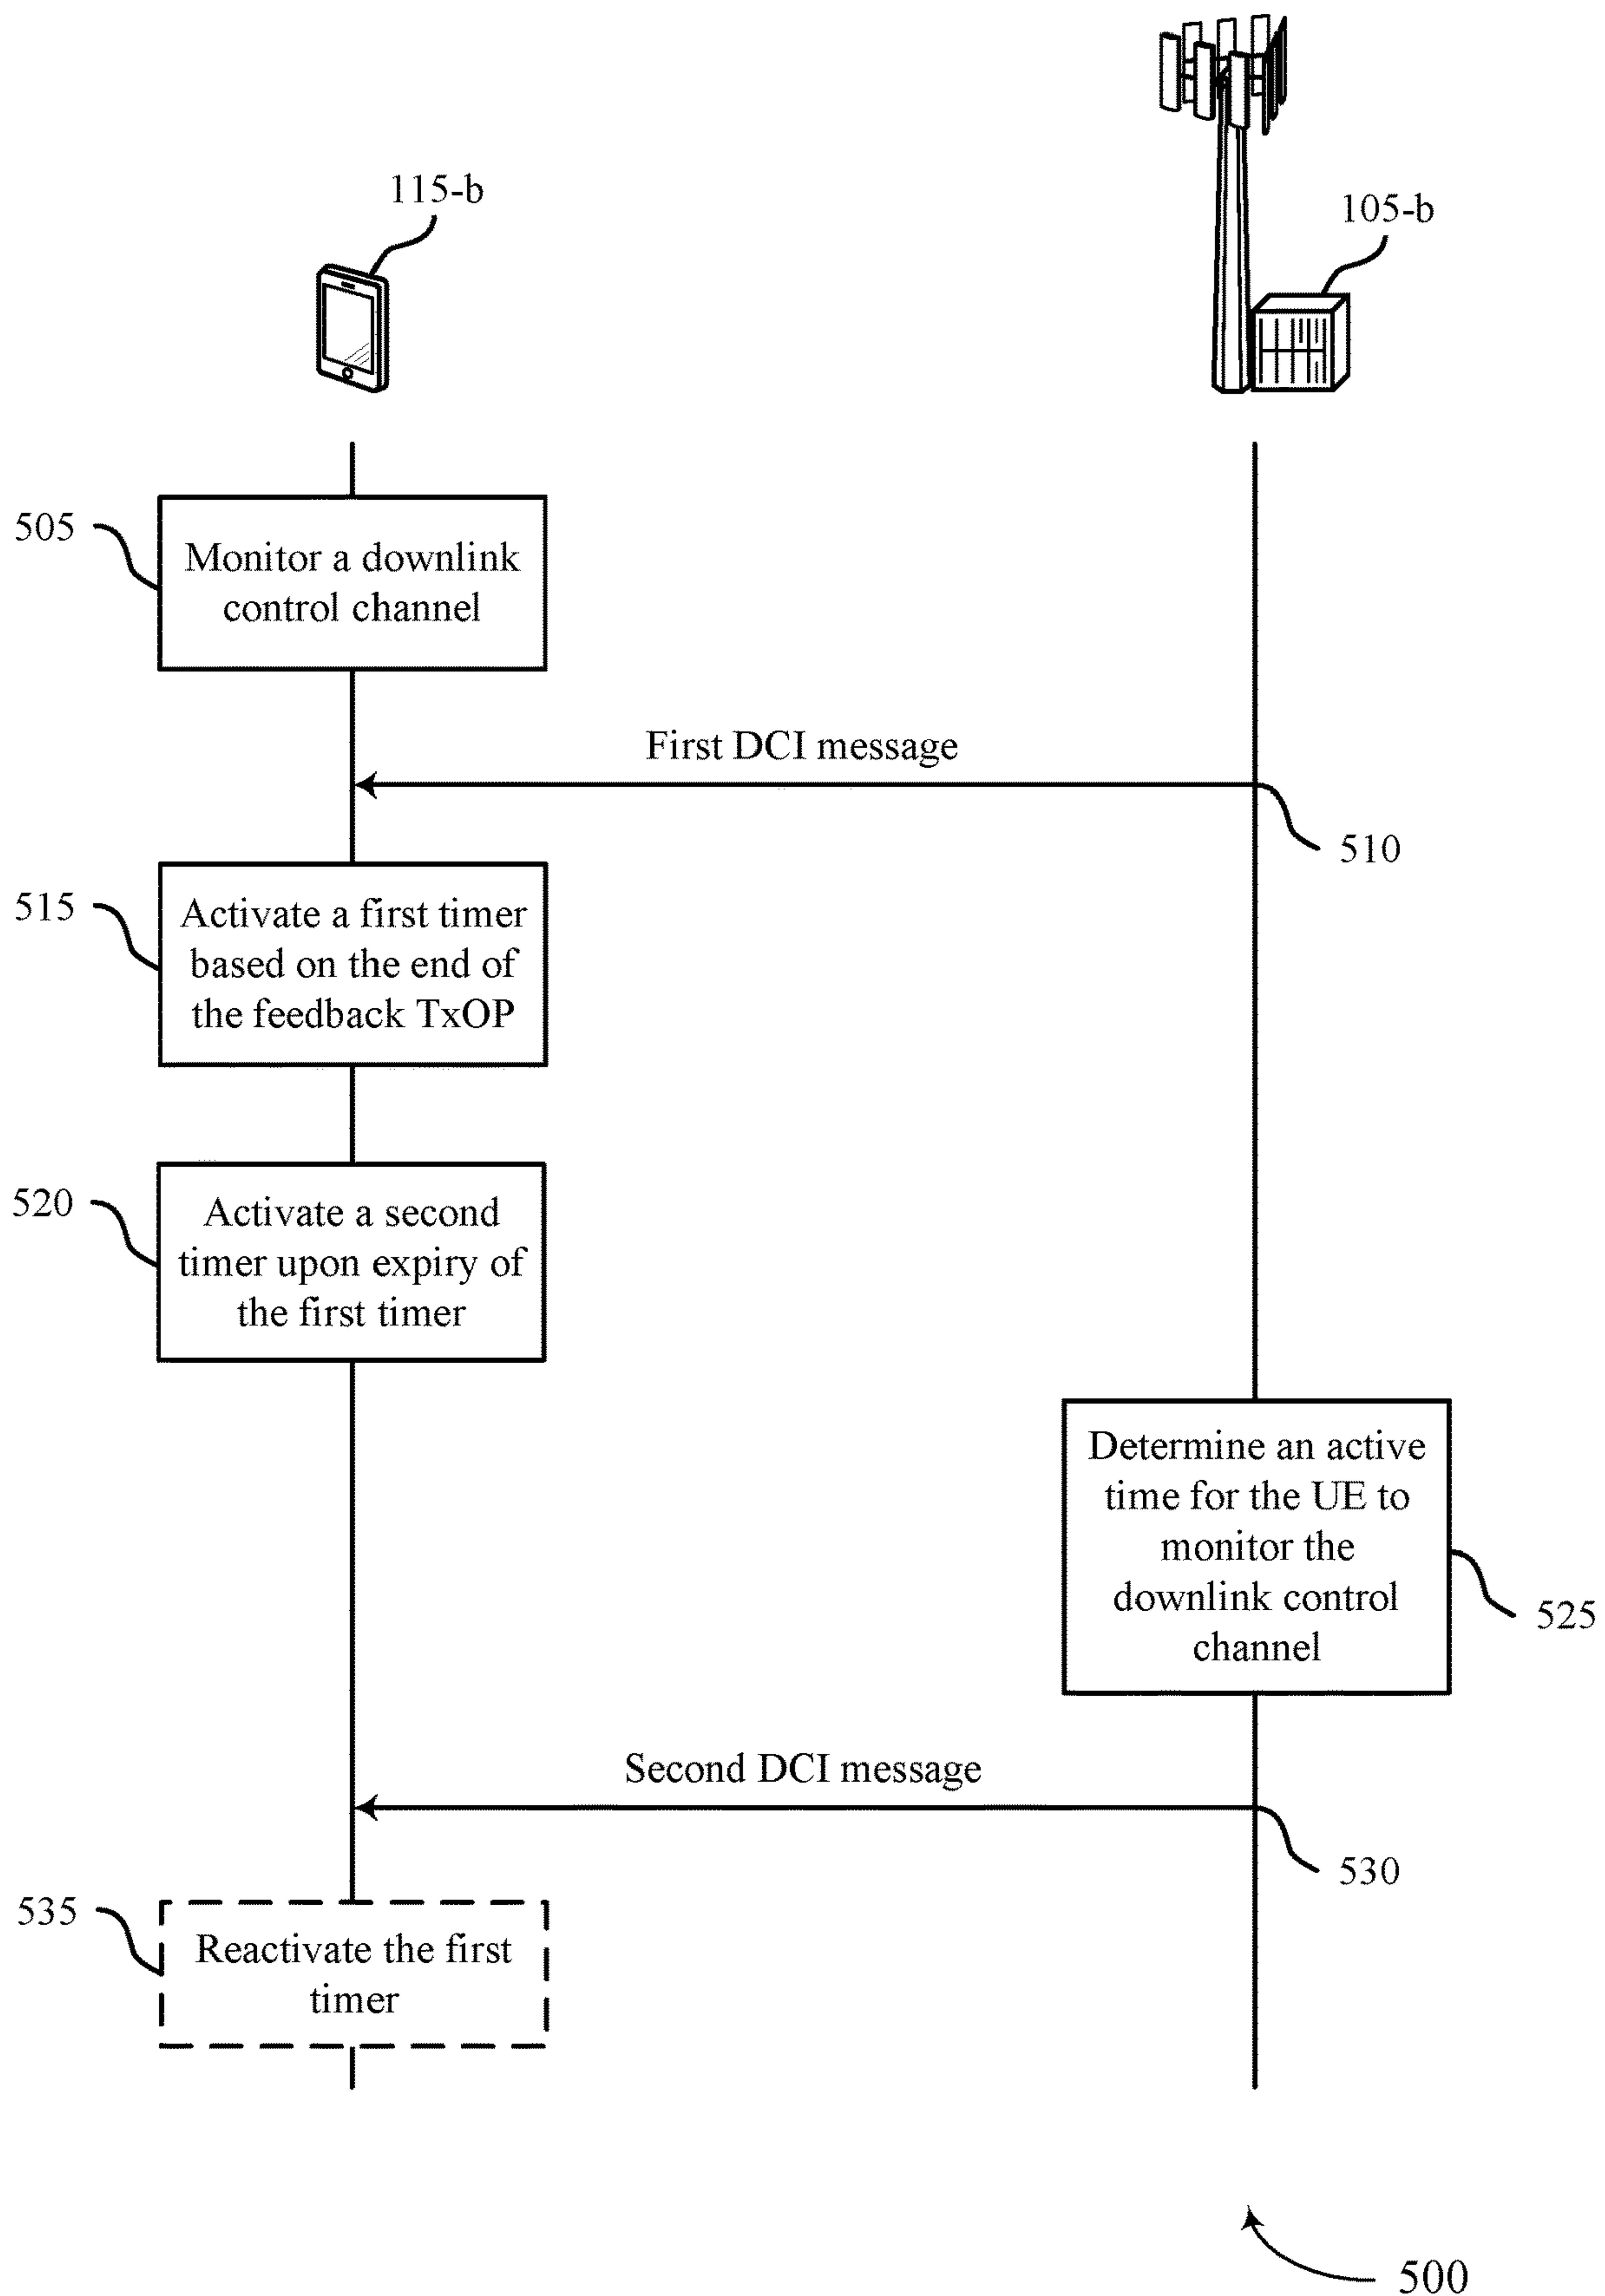 115-b
105-b
505
Monitor a downlink
control channel
First DCI message
510
515
Activate a first timer
based on the end of
the feedback TxOP
520
Activate a second
timer upon expiry of
the first timer
Determine an active
time for the UE to
monitor the
downlink control
channel
525
Second DCI message
530
535
Reactivate the first
timer
500